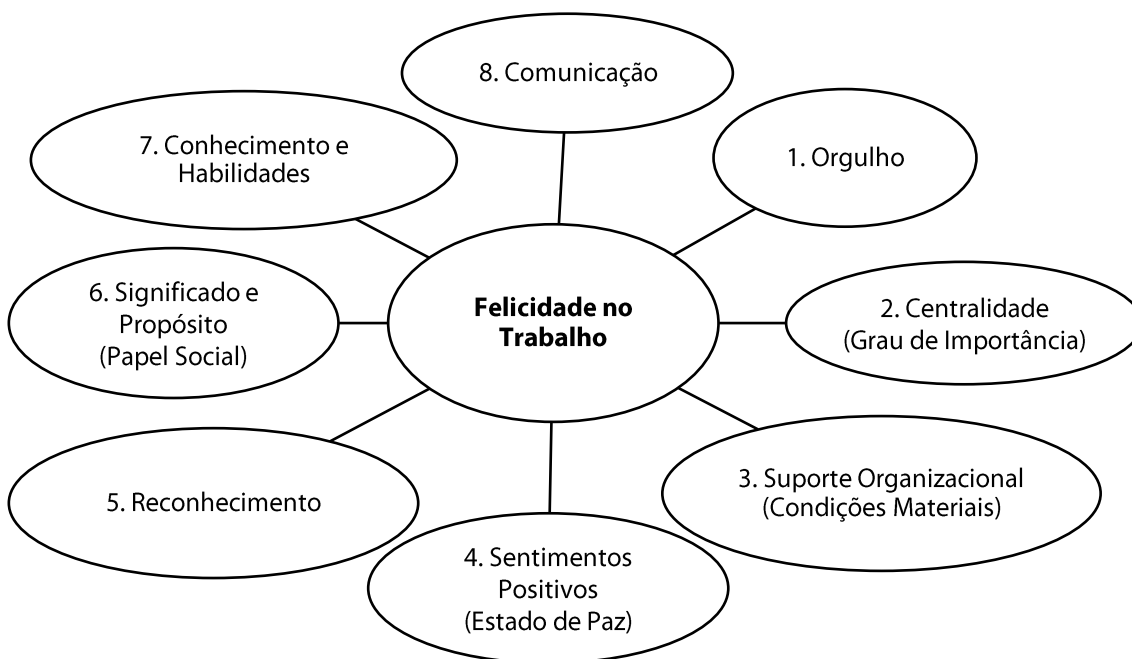 8. Comunicação
7. Conhecimento e
Habilidades
1. Orgulho
6. Significado e
Propósito
(Papel Social)
Felicidade no
Trabalho
2. Centralidade
(Grau de Importância)
5. Reconhecimento
3. Suporte Organizacional
(Condições Materiais)
4. Sentimentos
Positivos
(Estado de Paz)